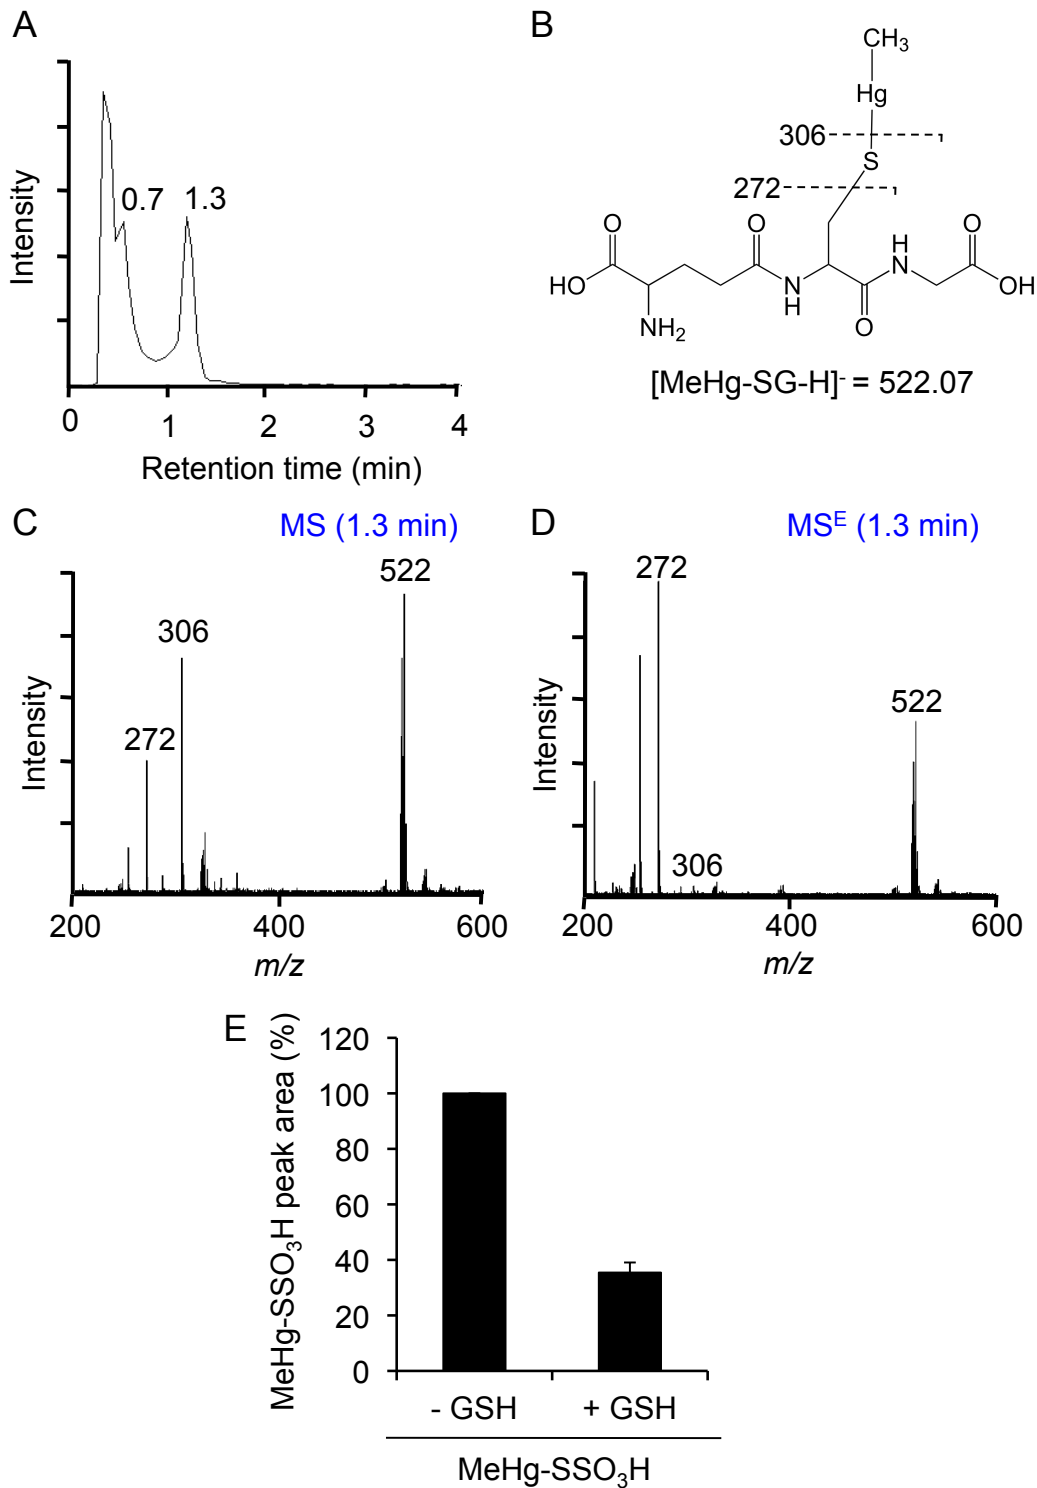 A
Intensity
0.7
1.3
0
1
2
3
4
Retention time (min)
B
CH3
Hg
306
S
272
O
O
H
N
O
HO
NH2
N
H
O
OH
[MeHg-SG-H]- = 522.07
C
MS (1.3 min)
Intensity
272
306
522
200
400
600
m/z
D
MSE (1.3 min)
Intensity
272
306
522
200
400
600
m/z
E
MeHg-SSO3H peak area (%)
120
100
80
60
40
20
0
- GSH
+ GSH
MeHg-SSO3H